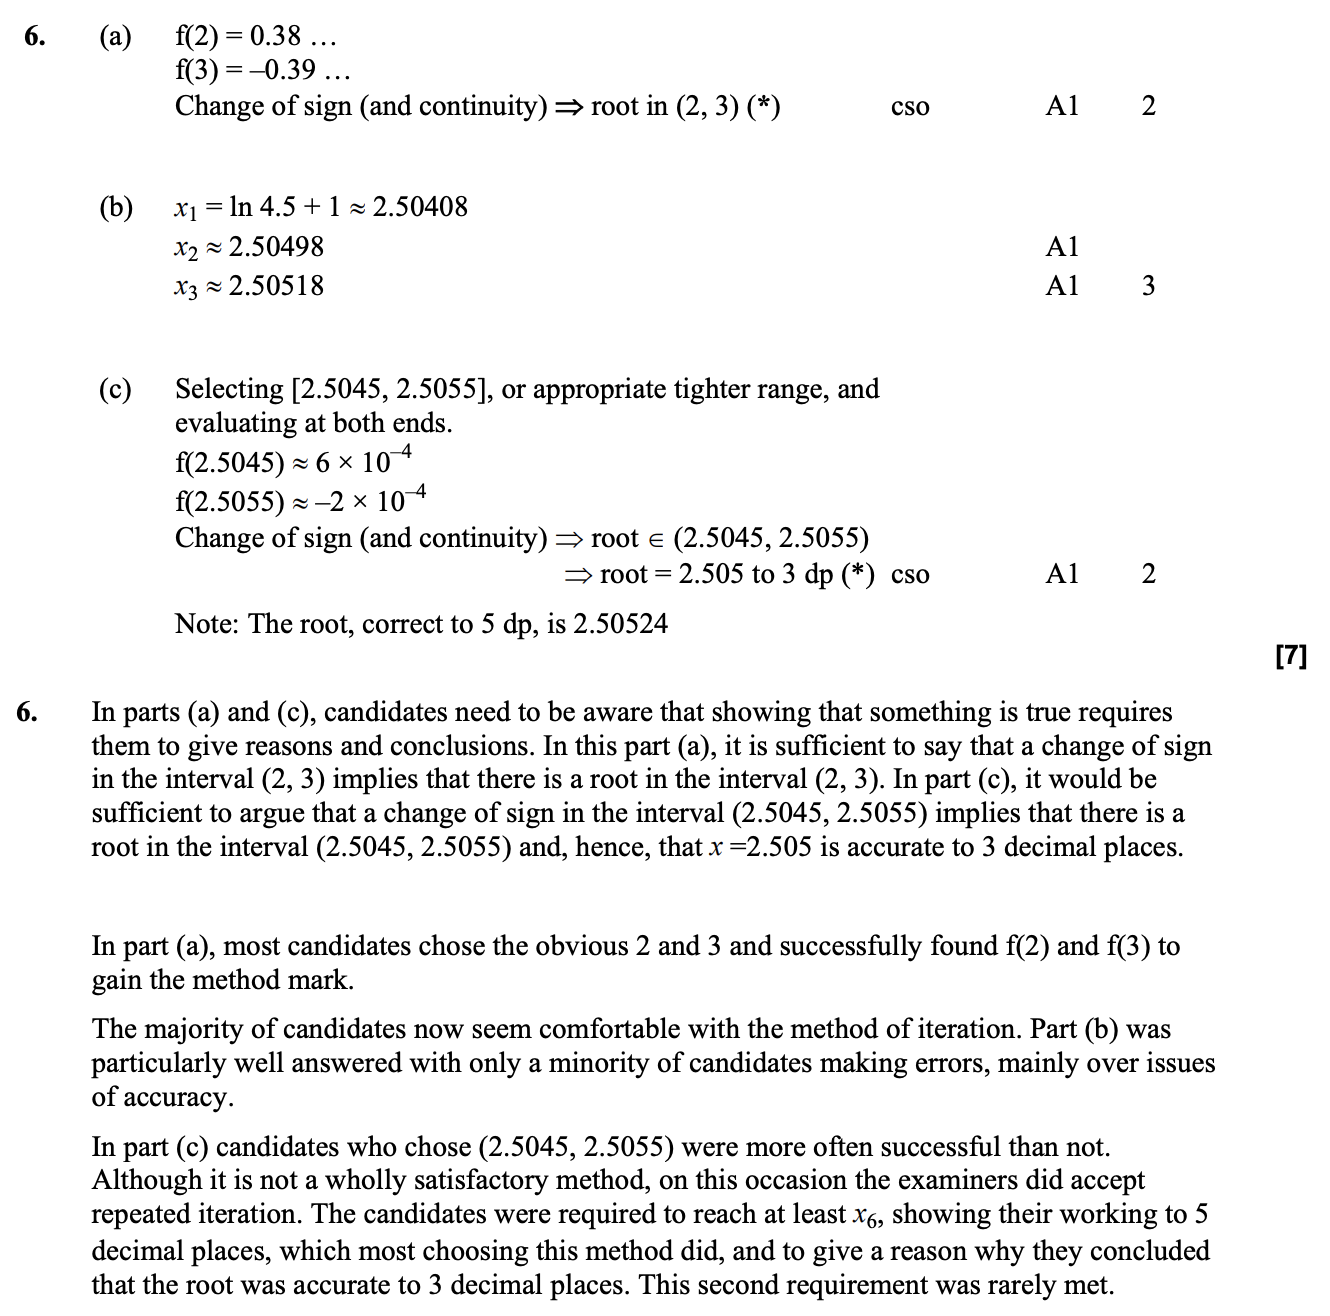 6. (a) f(2) = 0.38 …
f(3) = –0.39 …
Change of sign (and continuity) ⇒ root in (2, 3) (*) cso A1 2
(b) x₁ = ln 4.5 + 1 ≈ 2.50408
x₂ ≈ 2.50498 A1
x₃ ≈ 2.50518 A1 3
(c) Selecting [2.5045, 2.5055], or appropriate tighter range, and
evaluating at both ends.
f(2.5045) ≈ 6 × 10⁻⁴
f(2.5055) ≈ –2 × 10⁻⁴
Change of sign (and continuity) ⇒ root ∈ (2.5045, 2.5055)
⇒ root = 2.505 to 3 dp (*) cso A1 2
Note: The root, correct to 5 dp, is 2.50524
[7]
6. In parts (a) and (c), candidates need to be aware that showing that something is true requires
them to give reasons and conclusions. In this part (a), it is sufficient to say that a change of sign
in the interval (2, 3) implies that there is a root in the interval (2, 3). In part (c), it would be
sufficient to argue that a change of sign in the interval (2.5045, 2.5055) implies that there is a
root in the interval (2.5045, 2.5055) and, hence, that x =2.505 is accurate to 3 decimal places.
In part (a), most candidates chose the obvious 2 and 3 and successfully found f(2) and f(3) to
gain the method mark.
The majority of candidates now seem comfortable with the method of iteration. Part (b) was
particularly well answered with only a minority of candidates making errors, mainly over issues
of accuracy.
In part (c) candidates who chose (2.5045, 2.5055) were more often successful than not.
Although it is not a wholly satisfactory method, on this occasion the examiners did accept
repeated iteration. The candidates were required to reach at least x₆, showing their working to 5
decimal places, which most choosing this method did, and to give a reason why they concluded
that the root was accurate to 3 decimal places. This second requirement was rarely met.